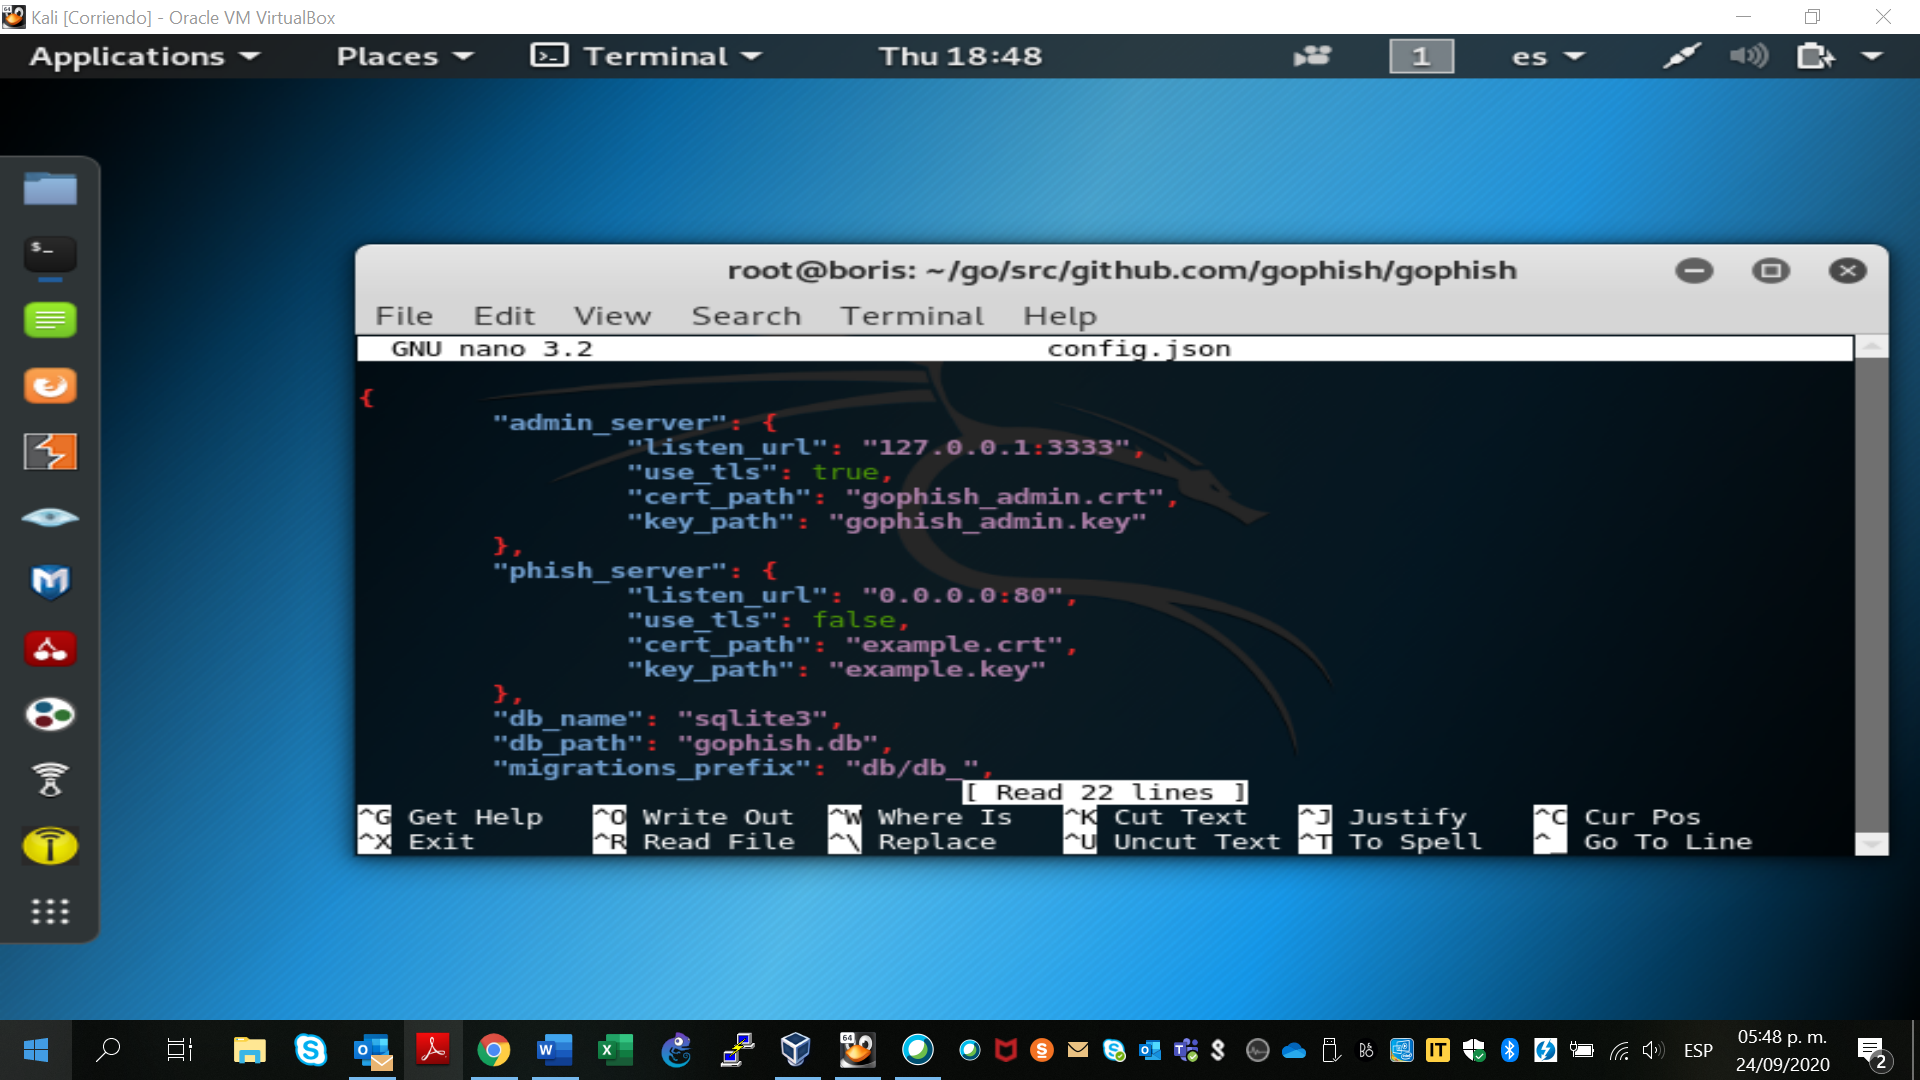 Kali [Corriendo] - Oracle VM VirtualBox
Applications Places Terminal Thu 18:48 1 es
root@boris: ~/go/src/github.com/gophish/gophish
File Edit View Search Terminal Help
GNU nano 3.2 config.json
{
"admin_server": {
"listen_url": "127.0.0.1:3333",
"use_tls": true,
"cert_path": "gophish_admin.crt",
"key_path": "gophish_admin.key"
},
"phish_server": {
"listen_url": "0.0.0.0:80",
"use_tls": false,
"cert_path": "example.crt",
"key_path": "example.key"
},
"db_name": "sqlite3",
"db_path": "gophish.db",
"migrations_prefix": "db/db_",
[ Read 22 lines ]
^G Get Help ^O Write Out ^W Where Is ^K Cut Text ^J Justify ^C Cur Pos
^X Exit ^R Read File ^\ Replace ^U Uncut Text ^T To Spell ^_ Go To Line
ESP 05:48 p. m.
24/09/2020 2